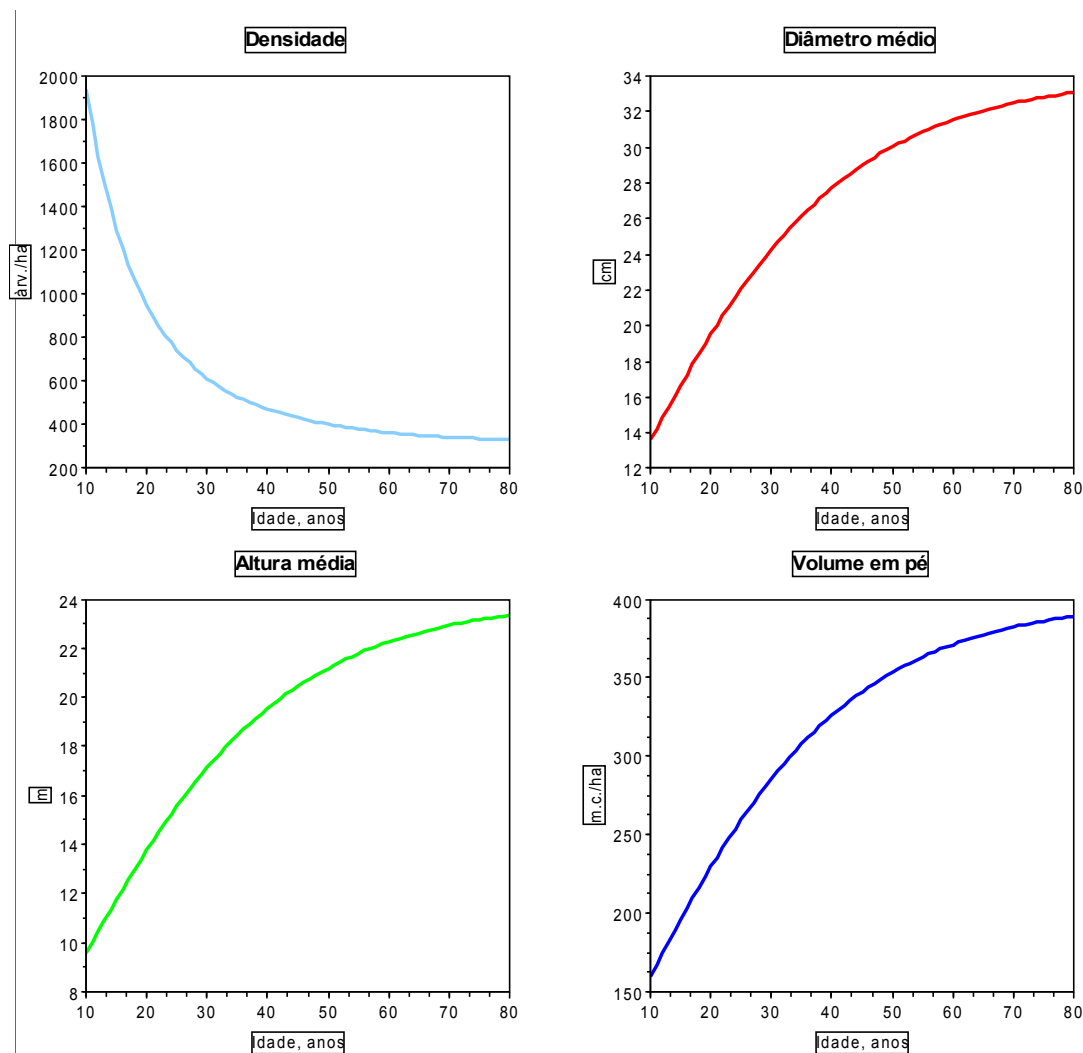 Densidade
2000
1800
1600
1400
1200
1000
800
600
400
200
àrv./ha
10 20 30 40 50 60 70 80
Idade, anos
Diâmetro médio
34
32
30
28
26
24
22
20
18
16
14
12
cm
10 20 30 40 50 60 70 80
Idade, anos
Altura média
24
22
20
18
16
14
12
10
8
m
10 20 30 40 50 60 70 80
Idade, anos
Volume em pé
400
350
300
250
200
150
m.c./ha
10 20 30 40 50 60 70 80
Idade, anos